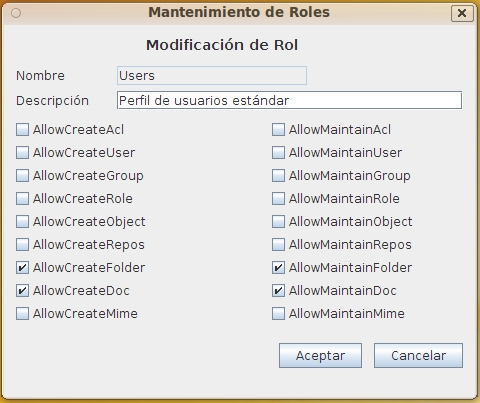 Mantenimiento de Roles
Modificación de Rol
Nombre Users
Descripción Perfil de usuarios estándar
AllowCreateAcl AllowMaintainAcl
AllowCreateUser AllowMaintainUser
AllowCreateGroup AllowMaintainGroup
AllowCreateRole AllowMaintainRole
AllowCreateObject AllowMaintainObject
AllowCreateRepos AllowMaintainRepos
AllowCreateFolder AllowMaintainFolder
AllowCreateDoc AllowMaintainDoc
AllowCreateMime AllowMaintainMime
Aceptar Cancelar